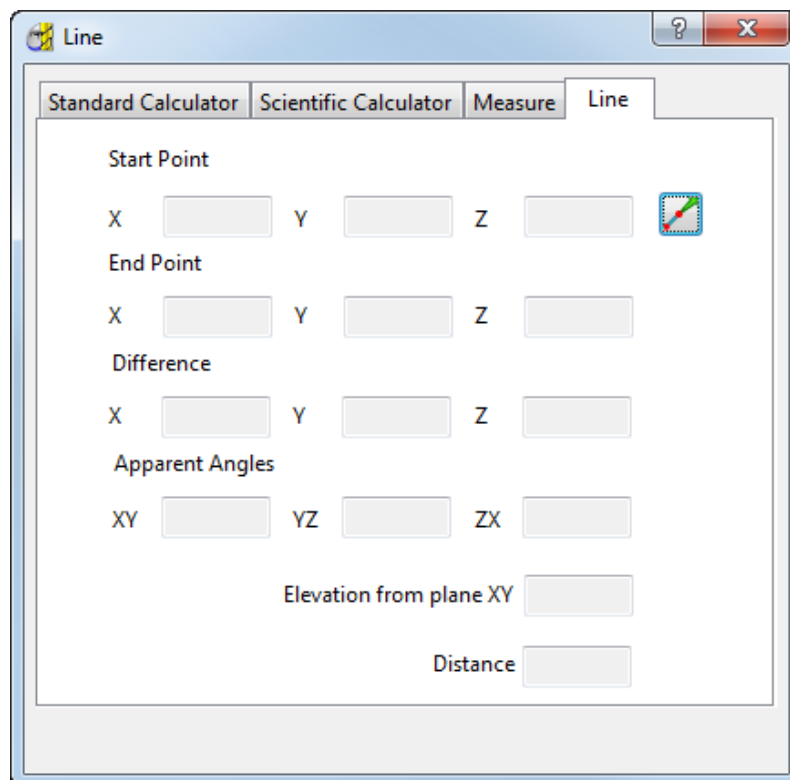 Line
Standard Calculator Scientific Calculator Measure Line
Start Point
X Y Z
End Point
X Y Z
Difference
X Y Z
Apparent Angles
XY YZ ZX
Elevation from plane XY
Distance